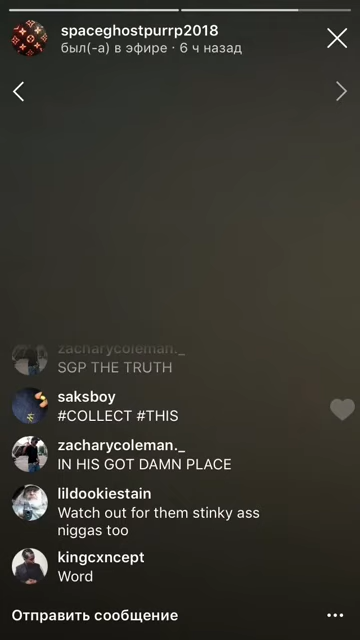 spaceghostpurrp2018
был(-а) в эфире · 6 ч назад
zacharycoleman._
SGP THE TRUTH
saksboy
#COLLECT #THIS
zacharycoleman._
IN HIS GOT DAMN PLACE
lildookiestain
Watch out for them stinky ass
niggas too
kingcxncept
Word
Отправить сообщение